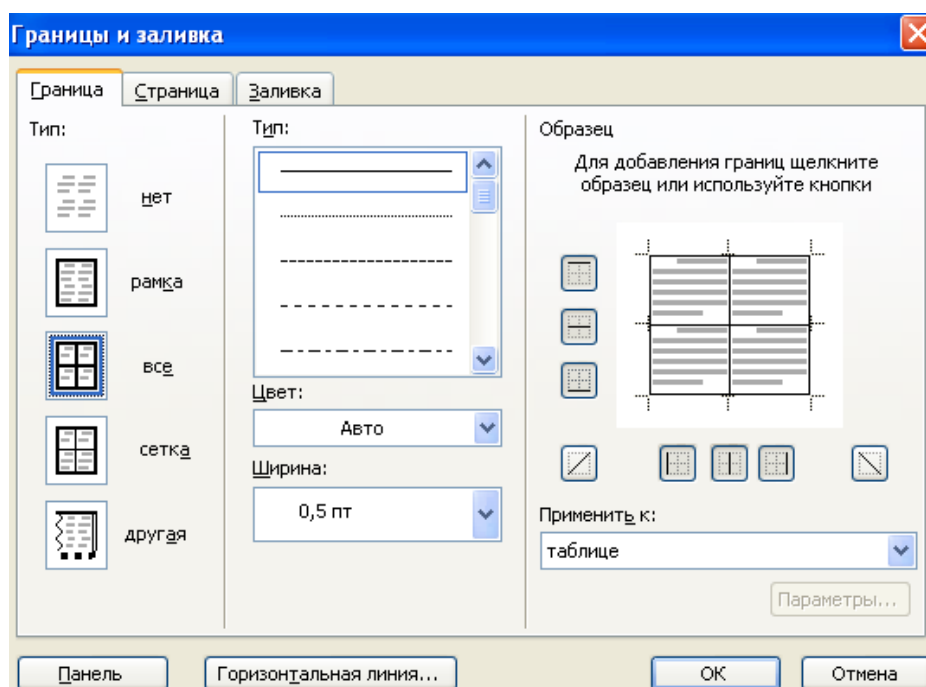 Границы и заливка
Граница
Страница
Заливка
Тип:
нет
рамка
все
сетка
другая
Тип:
Цвет:
Авто
Ширина:
0,5 пт
Образец
Для добавления границ щелкните
образец или используйте кнопки
Применить к:
таблице
Параметры...
Панель
Горизонтальная линия...
ОК
Отмена